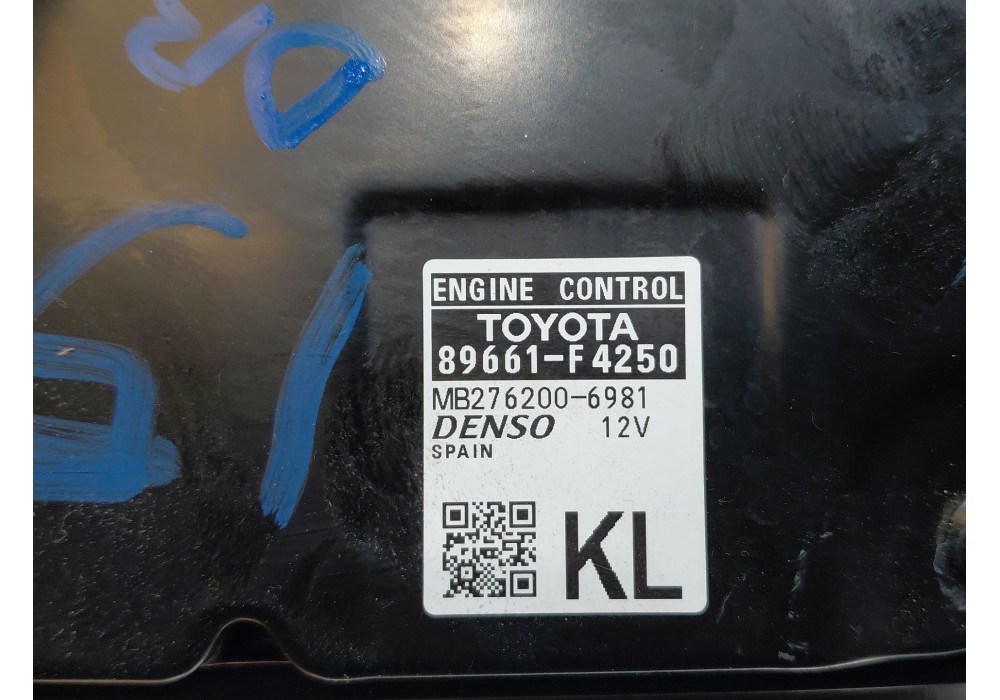 ENGINE CONTROL
TOYOTA
89661-F4250
MB276200-6981
DENSO 12V
SPAIN
KL